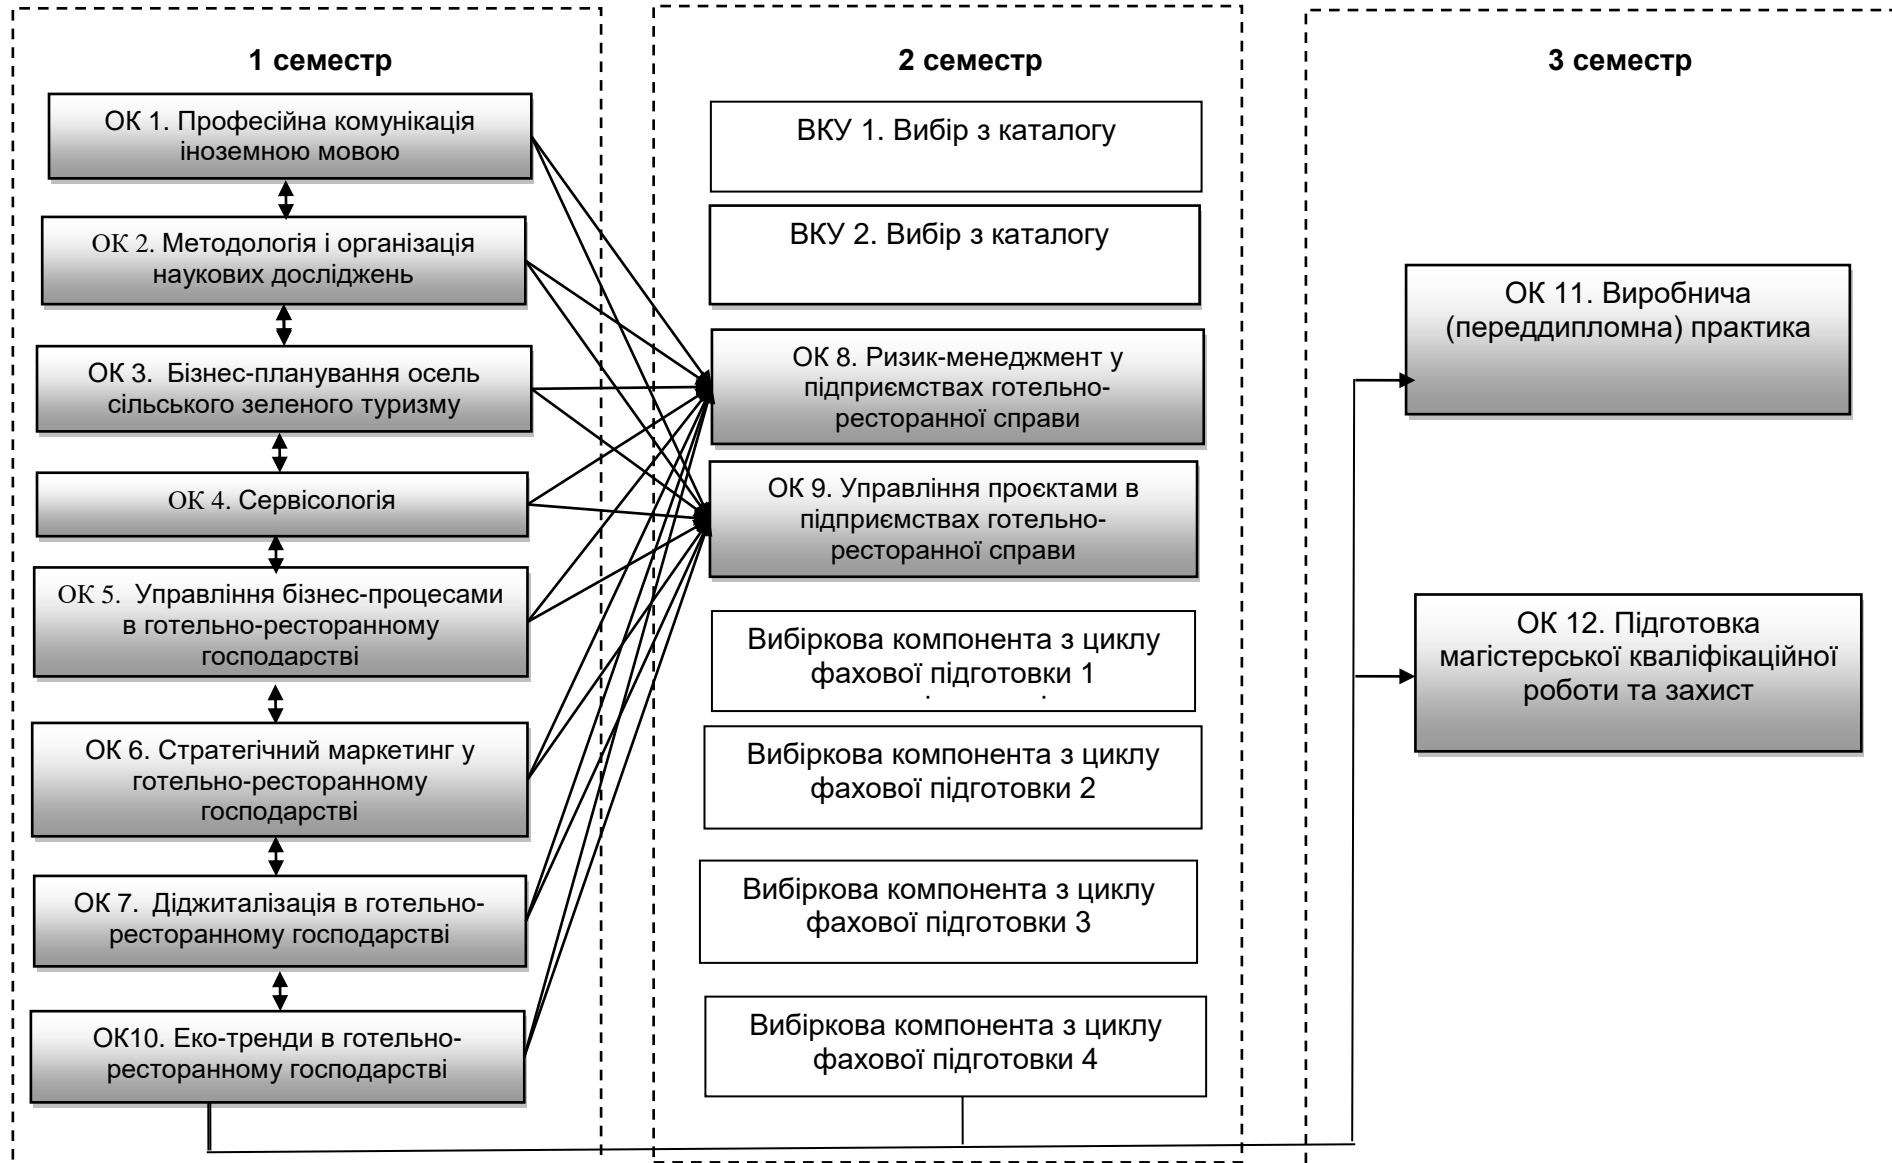 1 семестр
ОК 1. Професійна комунікація
іноземною мовою
ОК 2. Методологія і організація
наукових досліджень
ОК 3.  Бізнес-планування осель
сільського зеленого туризму
ОК 4. Сервісологія
ОК 5.  Управління бізнес-процесами
в готельно-ресторанному
господарстві
ОК 6. Стратегічний маркетинг у
готельно-ресторанному
господарстві
ОК 7.  Діджиталізація в готельно-
ресторанному господарстві
ОК10. Еко-тренди в готельно-
ресторанному господарстві
2 семестр
ВКУ 1. Вибір з каталогу
ВКУ 2. Вибір з каталогу
ОК 8. Ризик-менеджмент у
підприємствах готельно-
ресторанної справи
ОК 9. Управління проєктами в
підприємствах готельно-
ресторанної справи
Вибіркова компонента з циклу
фахової підготовки 1
Вибіркова компонента з циклу
фахової підготовки 2
Вибіркова компонента з циклу
фахової підготовки 3
Вибіркова компонента з циклу
фахової підготовки 4
3 семестр
ОК 11. Виробнича
(переддипломна) практика
ОК 12. Підготовка
магістерської кваліфікаційної
роботи та захист